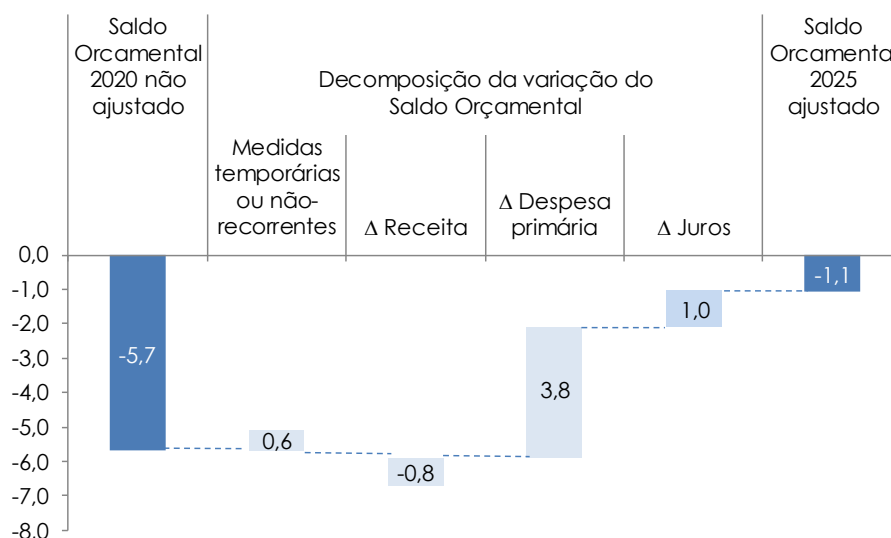 Saldo
Orcamental
2020 não
ajustado
Decomposição da variação do
Saldo Orçamental
Saldo
Orcamenta
2025
ajustado
Medidas
temporárias
ou não-
recorrentes
∆ Receita
∆ Despesa
primária
∆ Juros
0,0
-1,0
-2,0
-3,0
-4,0
-5,0
-6,0
-7,0
-8,0
-5,7
0,6
-0,8
3,8
1,0
-1,1